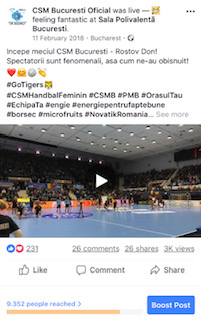 CSM Bucuresti Oficial was live —
feeling fantastic at Sala Polivalentă
Bucuresti.
11 February 2018 · Bucharest ·
Incepe meciul CSM Bucuresti - Rostov Don!
Spectatorii sunt fenomenali, asa cum ne-au obisnuit!
#GoTigers
#CSMHandbalFeminin #CSMB #PMB #OrasulTau
#EchipaTa #engie #energiepentrufaptebune
#borsec #microfruits #NovatikRomania... See more
231 26 comments 26 shares 3K views
Like Comment Share
9.352 people reached > Boost Post